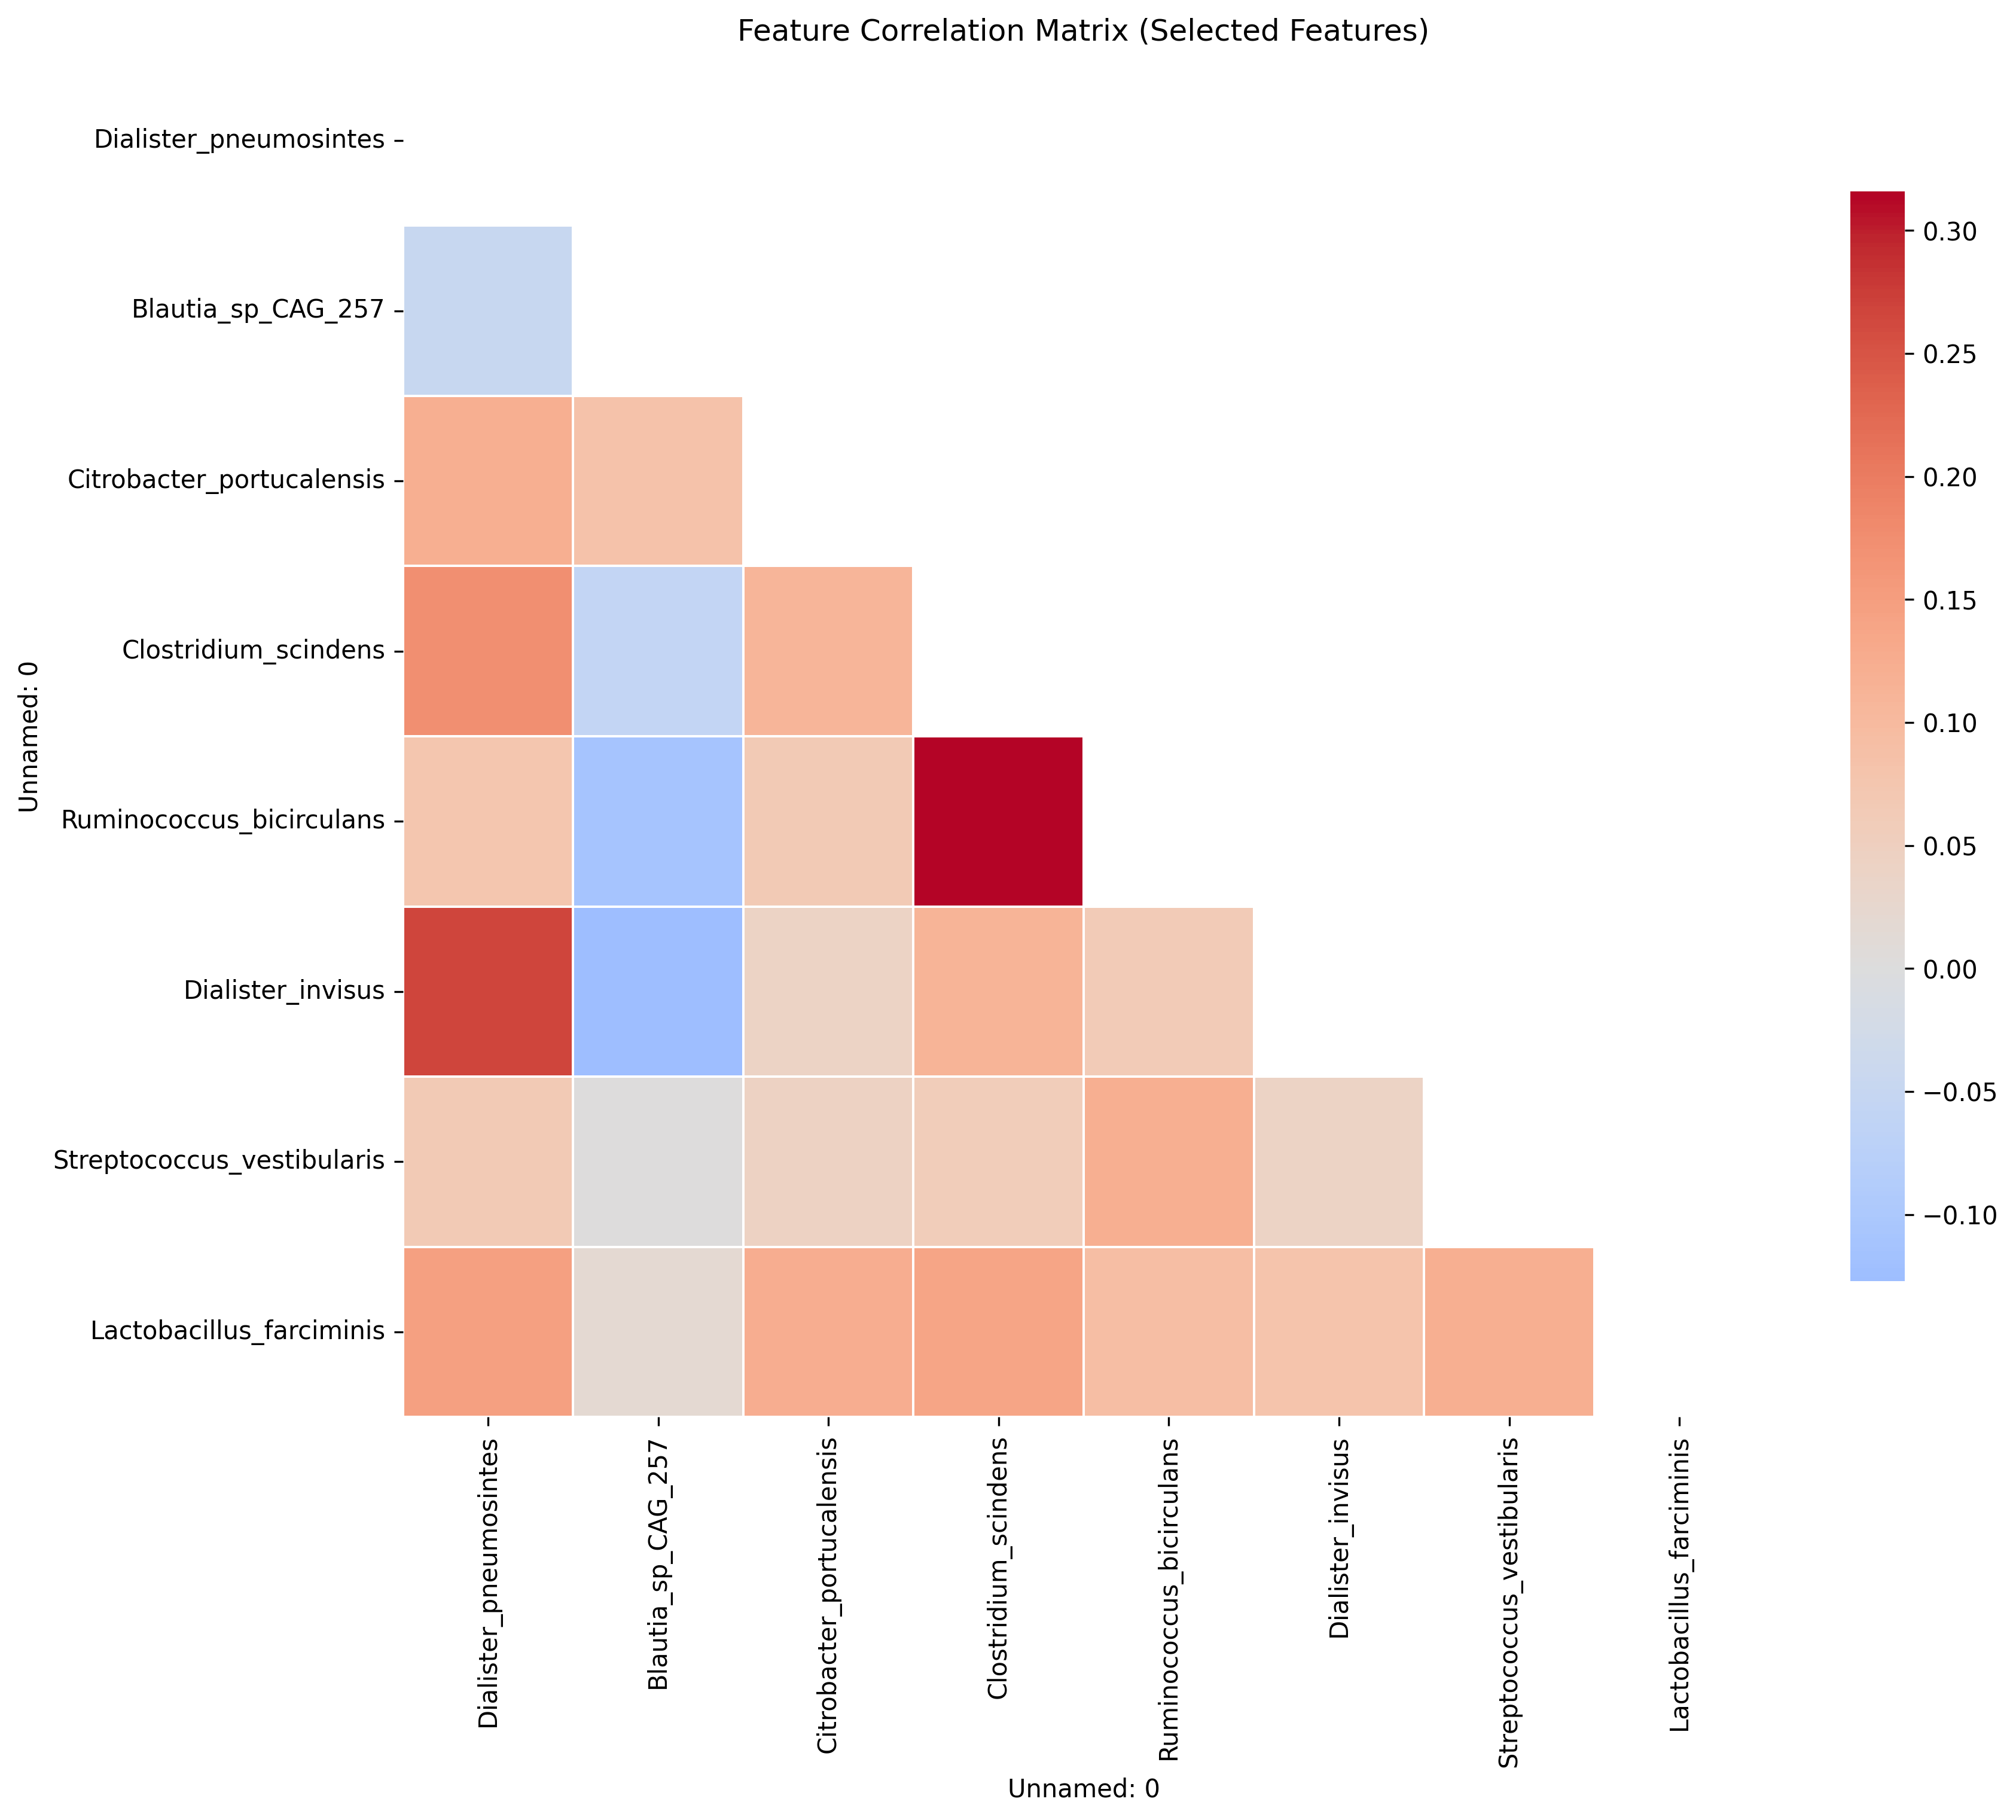 Feature Correlation Matrix (Selected Features)
Dialister_pneumosintes
Blautia_sp_CAG_257
Citrobacter_portucalensis
Clostridium_scindens
Ruminococcus_bicirculans
Dialister_invisus
Streptococcus_vestibularis
Lactobacillus_farciminis
Unnamed: 0
0.30
0.25
0.20
0.15
0.10
0.05
0.00
−0.05
−0.10
Dialister_pneumosintes
Blautia_sp_CAG_257
Citrobacter_portucalensis
Clostridium_scindens
Ruminococcus_bicirculans
Dialister_invisus
Streptococcus_vestibularis
Lactobacillus_farciminis
Unnamed: 0